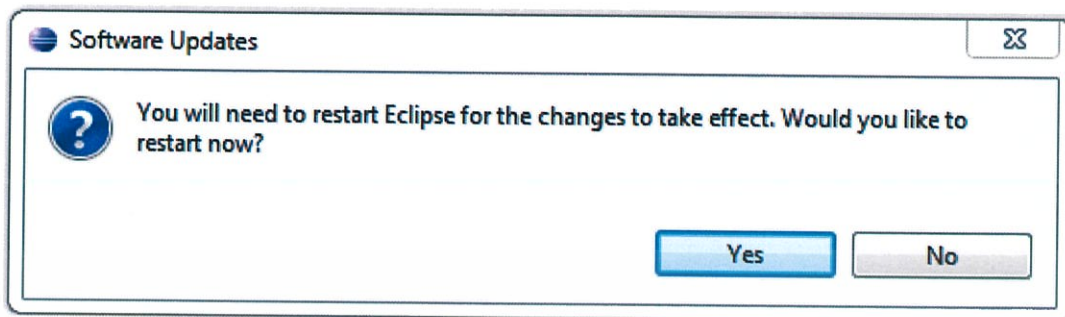 Software Updates
You will need to restart Eclipse for the changes to take effect. Would you like to
restart now?
Yes No